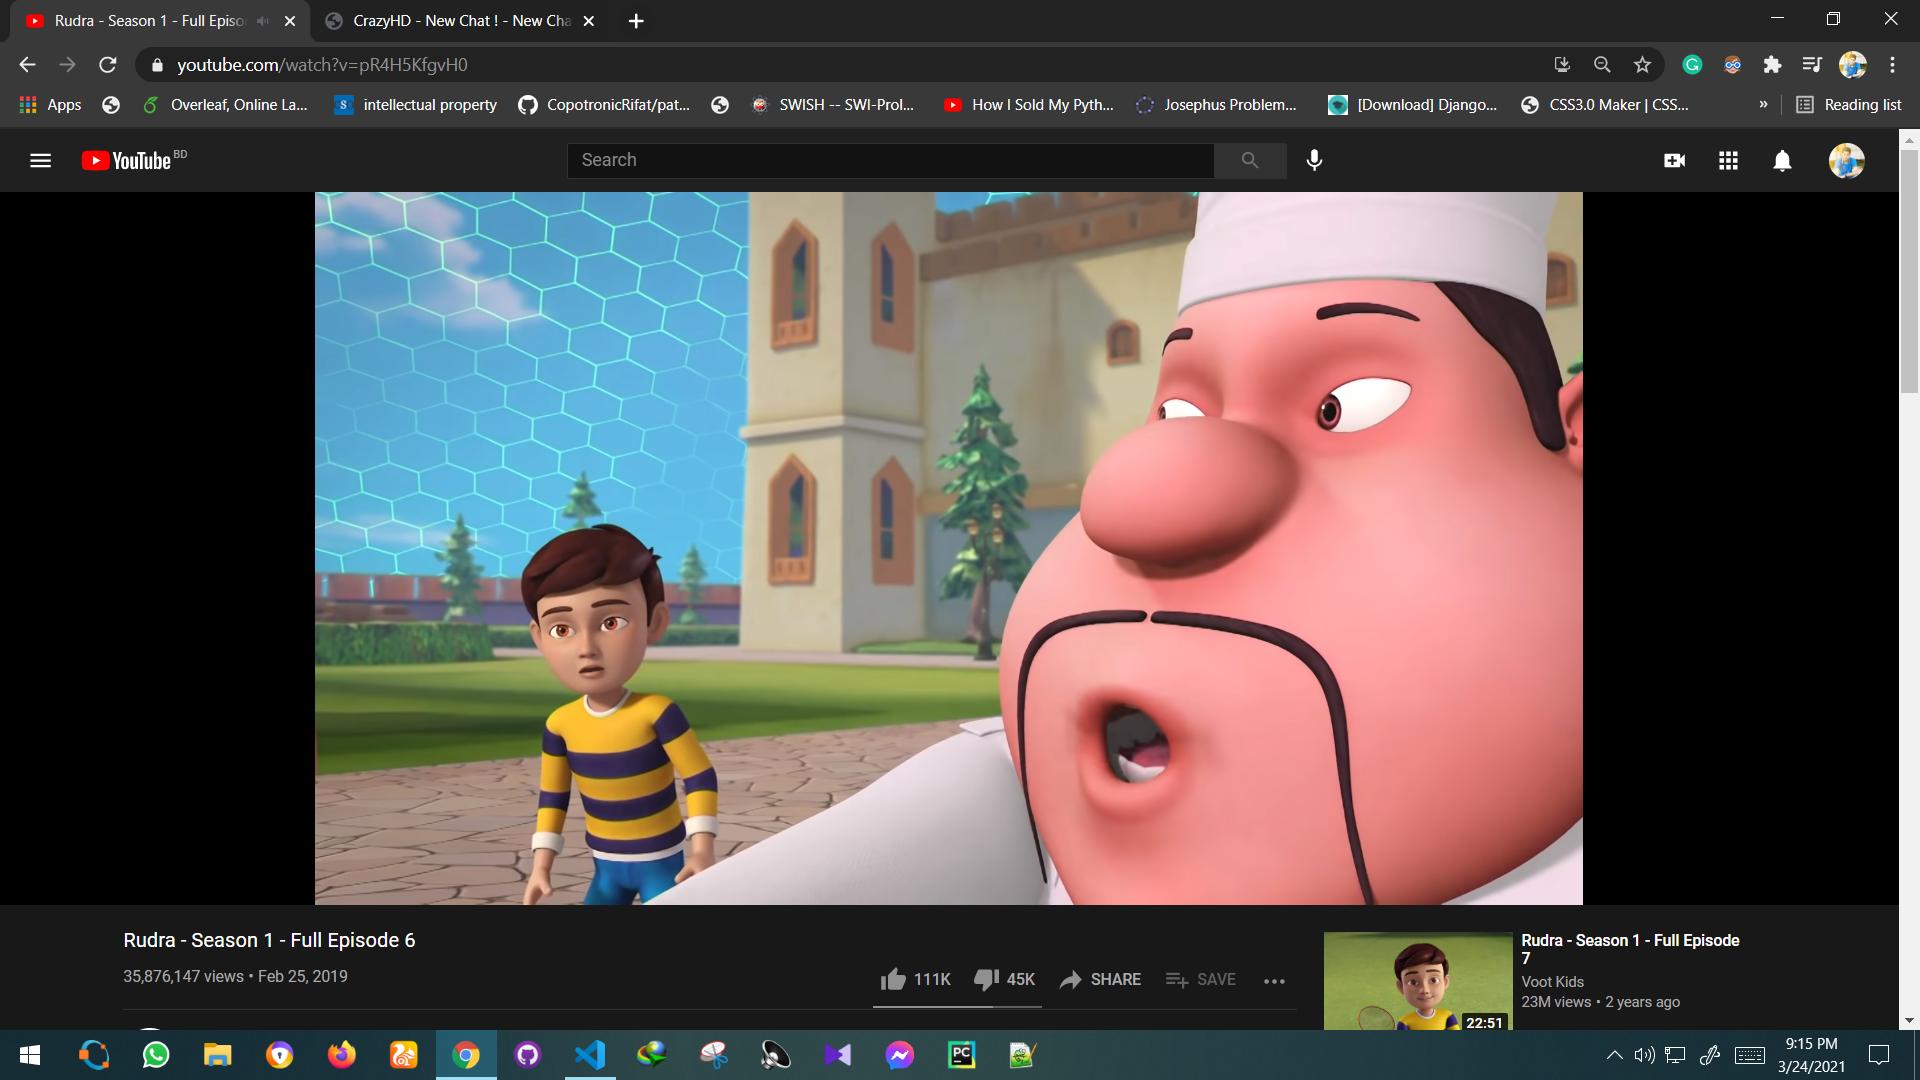 Rudra - Season 1 - Full Episo
CrazyHD - New Chat ! - New Cha
youtube.com/watch?v=pR4H5KfgvH0
Apps
Overleaf, Online La...
intellectual property
CopotronicRifat/pat...
SWISH -- SWI-Prol...
How I Sold My Pyth...
Josephus Problem...
[Download] Django...
CSS3.0 Maker | CSS...
»
Reading list
YouTube BD
Search
Rudra - Season 1 - Full Episode 6
35,876,147 views • Feb 25, 2019
111K
45K
SHARE
SAVE
Rudra - Season 1 - Full Episode
7
Voot Kids
23M views • 2 years ago
22:51
PC
9:15 PM
3/24/2021